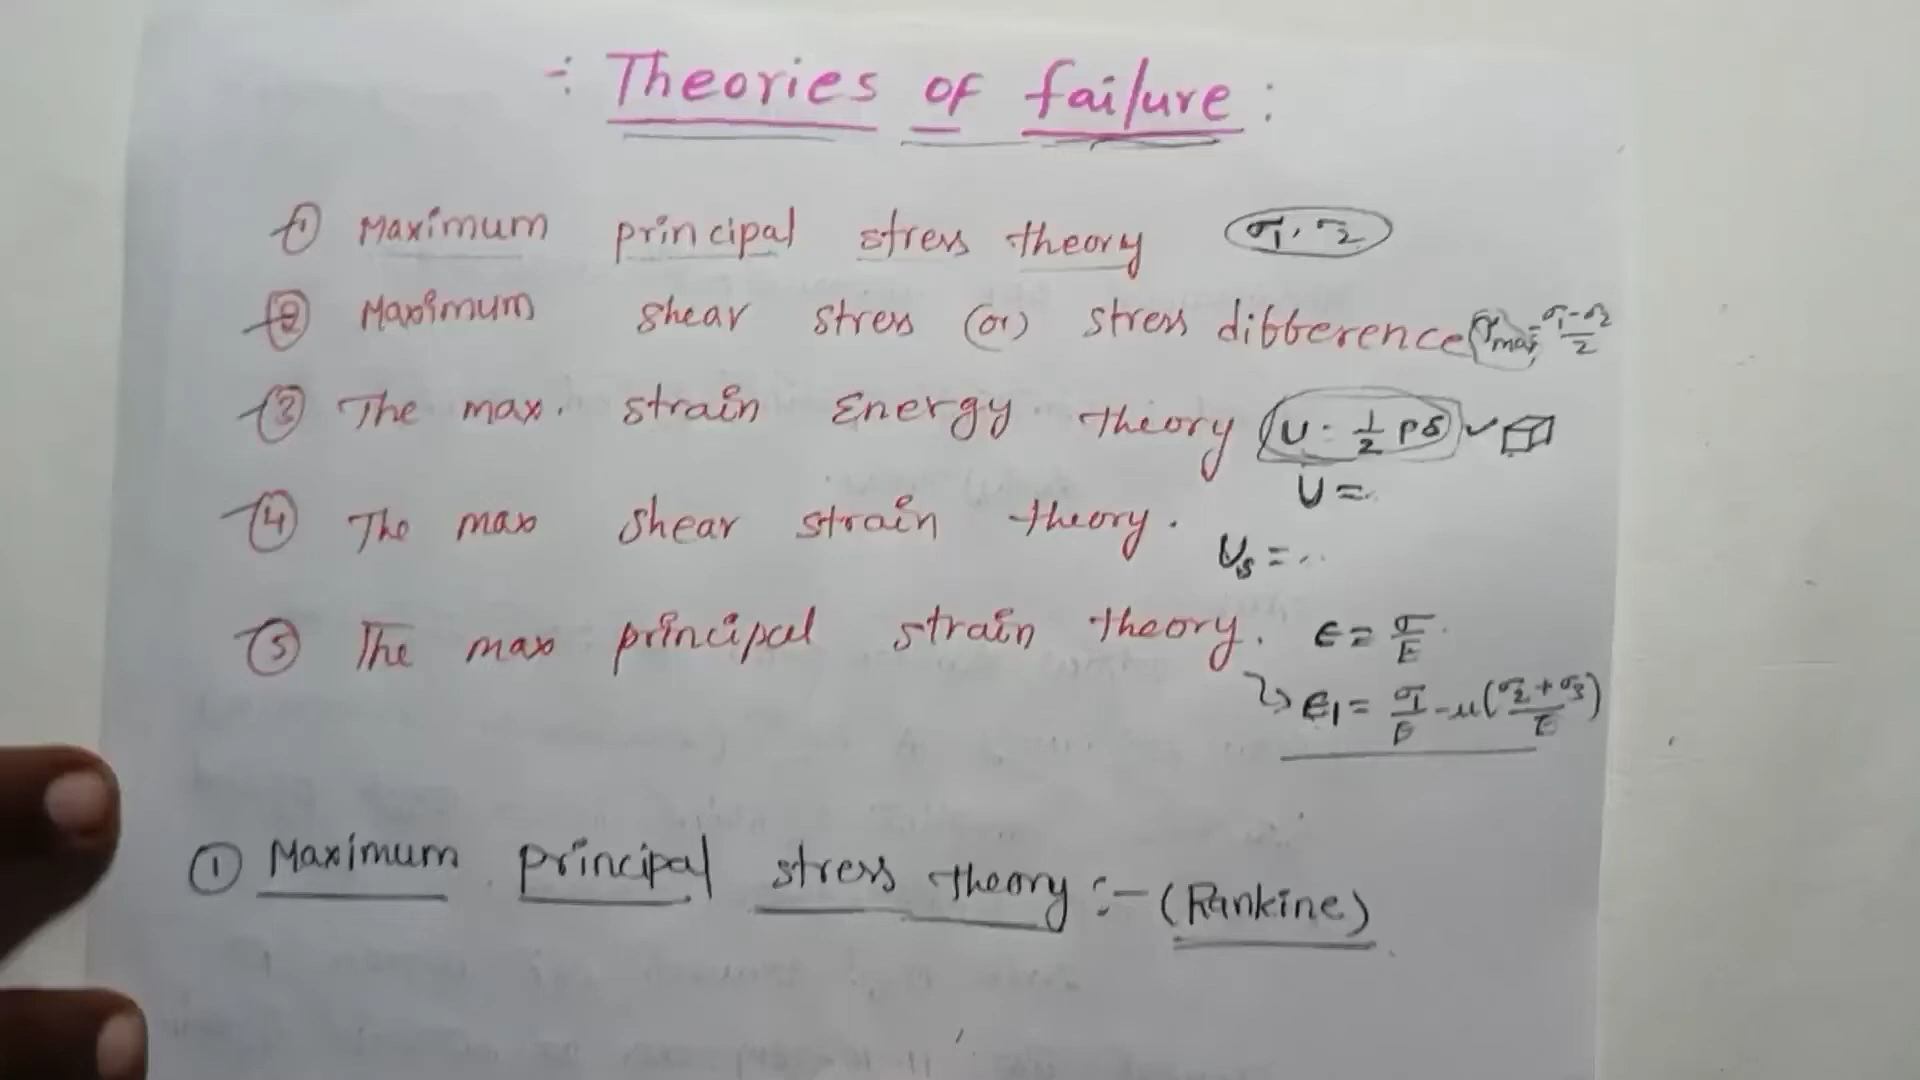 ÷ Theories of failure :
① Maximum principal stress theory σ1, σ2
② Maximum shear stress (or) stress difference τmax = σ1-σ2/2
③ The max. strain Energy theory U = 1/2 Pδ ✓
U = ..
④ The max shear strain theory.
Us = ..
⑤ The max principal strain theory. ε = σ/E
ε1 = σ1/E - μ(σ2+σ3/E)
① Maximum principal stress theory :- (Rankine)